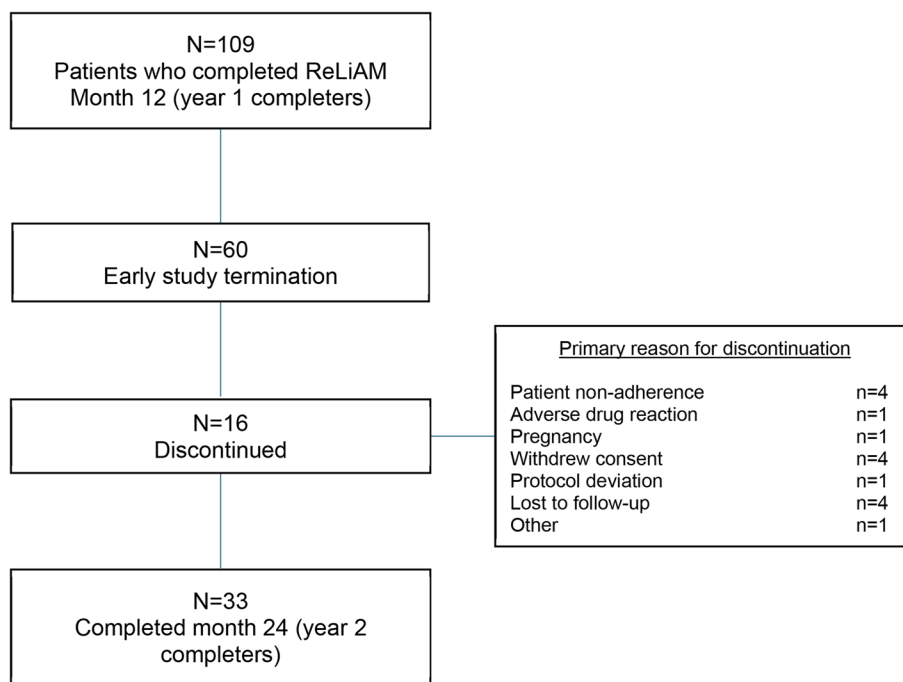 N=109
Patients who completed ReLiAM
Month 12 (year 1 completers)
N=60
Early study termination
N=16
Discontinued
Primary reason for discontinuation
Patient non-adherence n=4
Adverse drug reaction n=1
Pregnancy n=1
Withdrew consent n=4
Protocol deviation n=1
Lost to follow-up n=4
Other n=1
N=33
Completed month 24 (year 2
completers)